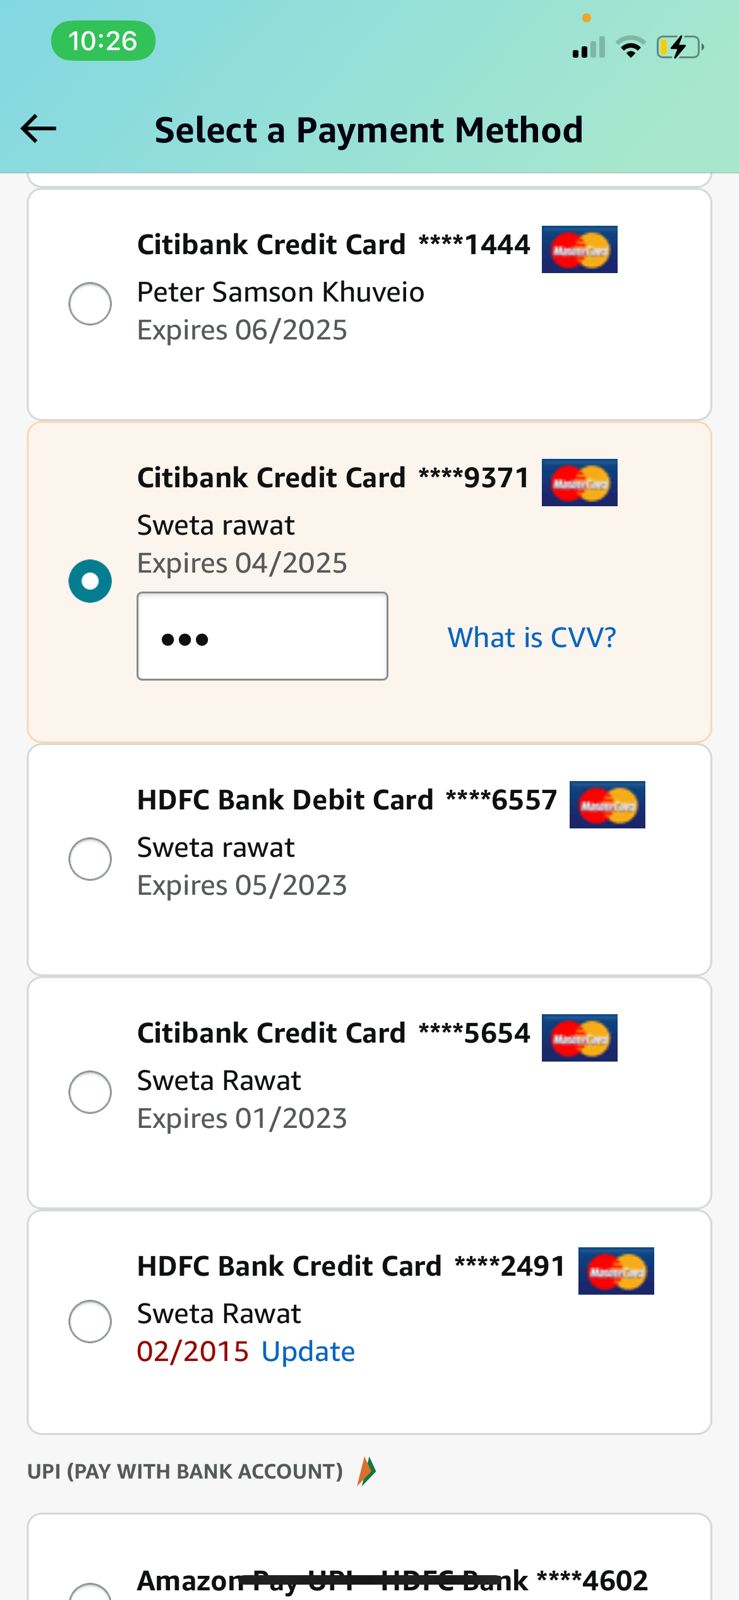 10:26
Select a Payment Method
Citibank Credit Card ****1444 MasterCard
Peter Samson Khuveio
Expires 06/2025
Citibank Credit Card ****9371 MasterCard
Sweta rawat
Expires 04/2025
••• What is CVV?
HDFC Bank Debit Card ****6557 MasterCard
Sweta rawat
Expires 05/2023
Citibank Credit Card ****5654 MasterCard
Sweta Rawat
Expires 01/2023
HDFC Bank Credit Card ****2491 MasterCard
Sweta Rawat
02/2015 Update
UPI (PAY WITH BANK ACCOUNT)
Amazon Pay UPI - HDFC Bank ****4602